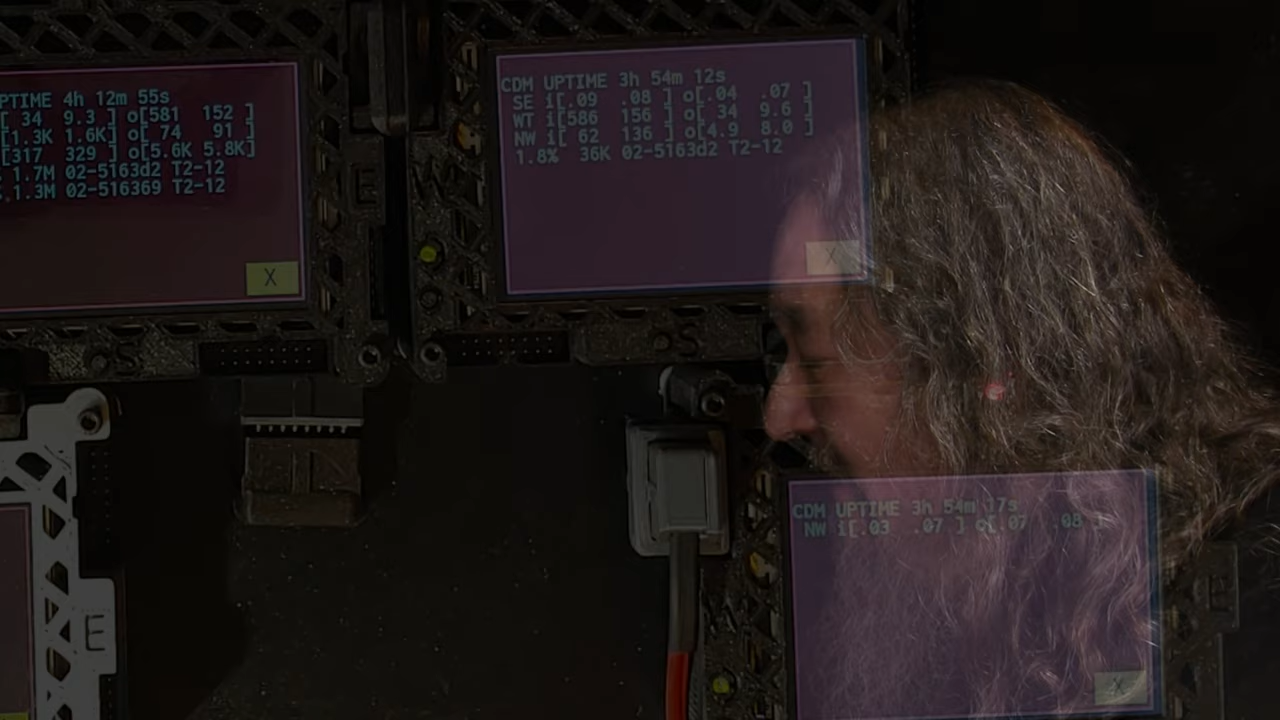 PTIME 4h 12m 55s
[ 34 9.3 ] o[581 152 ]
[1.3K 1.6K] o[ 74 91 ]
[317 329 ] o[5.6K 5.8K]
1.7M 02-5163d2 T2-12
1.3M 02-516369 T2-12
X
CDM UPTIME 3h 54m 12s
SE i[.09 .08 ] o[.04 .07 ]
WT i[586 156 ] o[ 34 9.6 ]
NW i[ 62 136 ] o[4.9 8.0 ]
1.8% 36K 02-5163d2 T2-12
X
E
W
S
S
E
CDM UPTIME 3h 54m 17s
NW i[.03 .07 ] o[.07 .08 ]
X